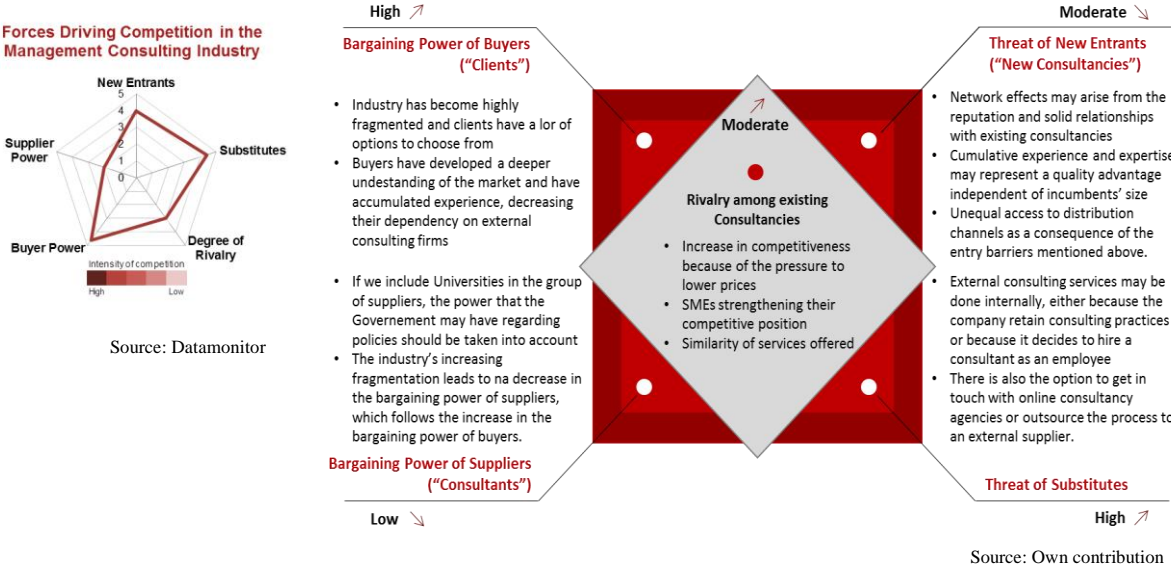 Forces Driving Competition in the
Management Consulting Industry
New Entrants
5
4
3
2
1
0
Supplier
Power
Substitutes
Buyer Power
Degree of
Rivalry
Intensity of competition
High
Low
Source: Datamonitor
High
Bargaining Power of Buyers
(“Clients”)
• Industry has become highly
fragmented and clients have a lor of
options to choose from
• Buyers have developed a deeper
undestanding of the market and have
accumulated experience, decreasing
their dependency on external
consulting firms
• If we include Universities in the group
of suppliers, the power that the
Governement may have regarding
policies should be taken into account
• The industry’s increasing
fragmentation leads to na decrease in
the bargaining power of suppliers,
which follows the increase in the
bargaining power of buyers.
Bargaining Power of Suppliers
(“Consultants”)
Low
Moderate
Rivalry among existing
Consultancies
• Increase in competitiveness
because of the pressure to
lower prices
• SMEs strengthening their
competitive position
• Similarity of services offered
Moderate
Threat of New Entrants
(“New Consultancies”)
• Network effects may arise from the
reputation and solid relationships
with existing consultancies
• Cumulative experience and expertise
may represent a quality advantage
independent of incumbents’ size
• Unequal access to distribution
channels as a consequence of the
entry barriers mentioned above.
• External consulting services may be
done internally, either because the
company retain consulting practices
or because it decides to hire a
consultant as an employee
• There is also the option to get in
touch with online consultancy
agencies or outsource the process to
an external supplier.
Threat of Substitutes
High
Source: Own contribution